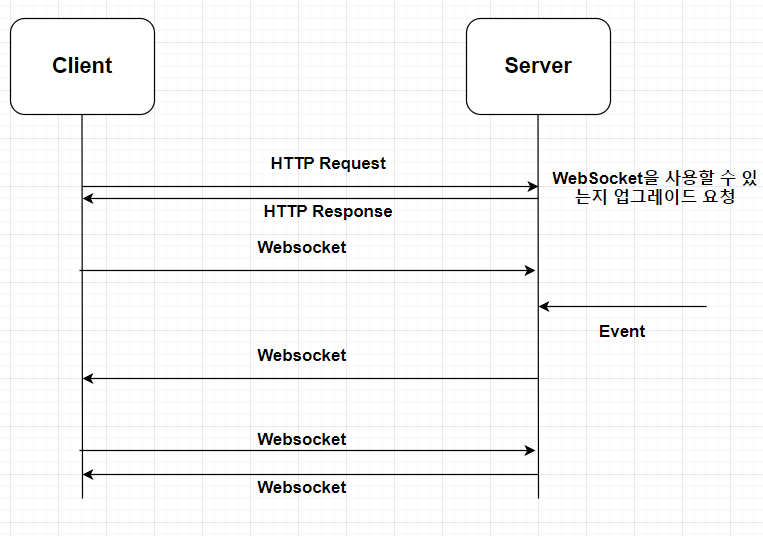 Client
Server
HTTP Request
WebSocket을 사용할 수 있
는지 업그레이드 요청
HTTP Response
Websocket
Event
Websocket
Websocket
Websocket